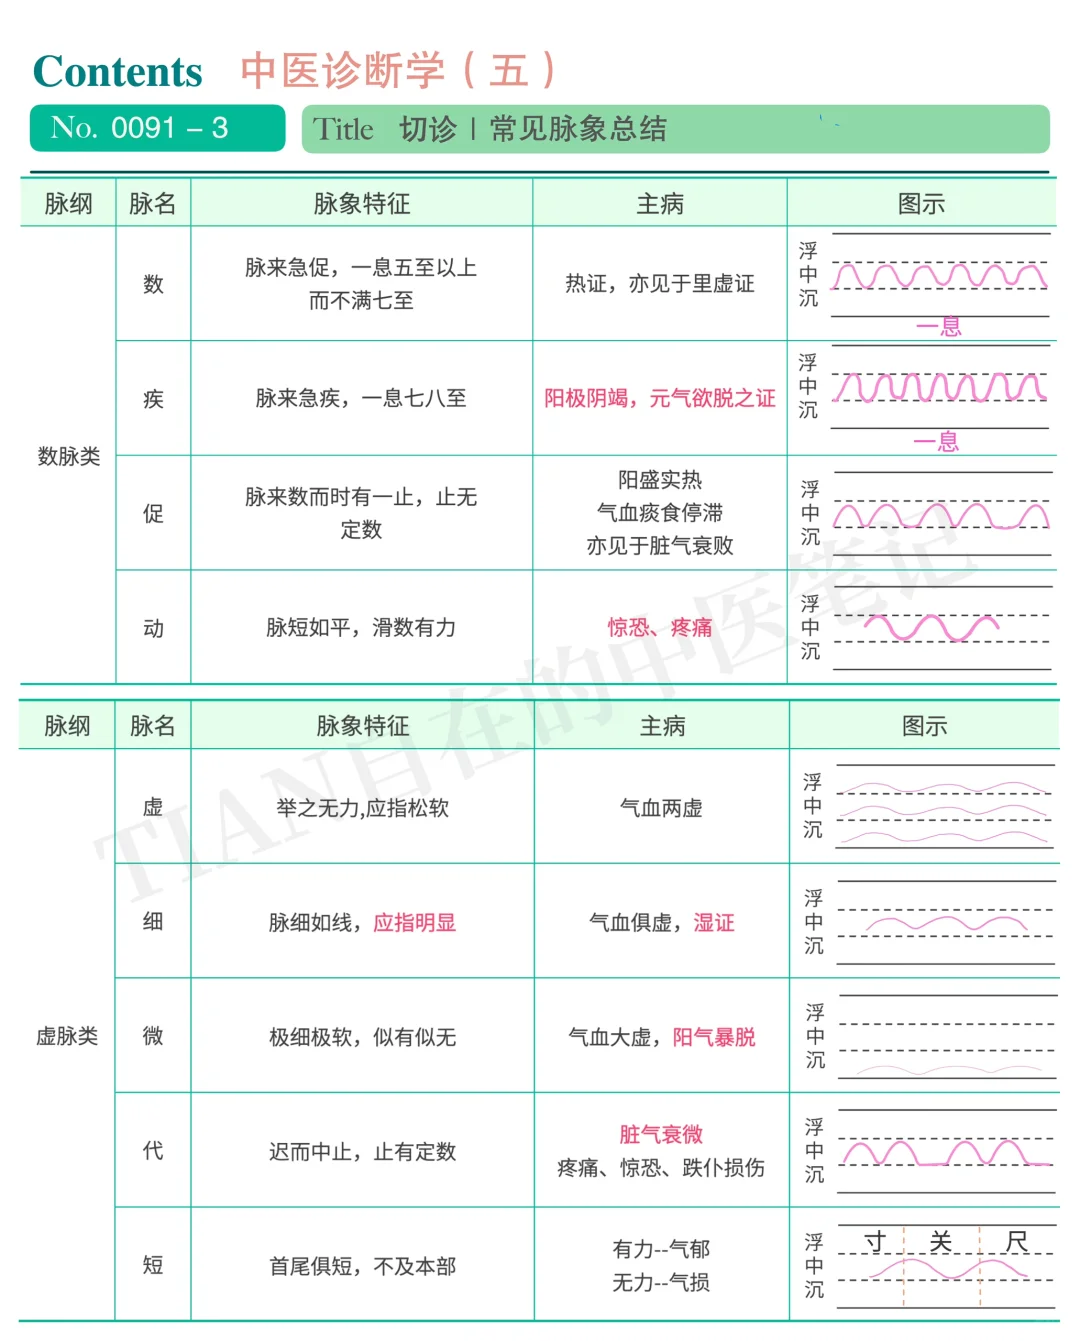 Contents 中医诊断学（五）
No. 0091 – 3 Title 切诊 | 常见脉象总结
脉纲 脉名 脉象特征 主病 图示
数脉类
数
脉来急促，一息五至以上
而不满七至
热证，亦见于里虚证
浮
中
沉
一息
疾
脉来急疾，一息七八至
阳极阴竭，元气欲脱之证
浮
中
沉
一息
促
脉来数而时有一止，止无
定数
阳盛实热
气血痰食停滞
亦见于脏气衰败
浮
中
沉
动
脉短如平，滑数有力
惊恐、疼痛
浮
中
沉
脉纲 脉名 脉象特征 主病 图示
虚脉类
虚
举之无力,应指松软
气血两虚
浮
中
沉
细
脉细如线，应指明显
气血俱虚，湿证
浮
中
沉
微
极细极软，似有似无
气血大虚，阳气暴脱
浮
中
沉
代
迟而中止，止有定数
脏气衰微
疼痛、惊恐、跌仆损伤
浮
中
沉
短
首尾俱短，不及本部
有力--气郁
无力--气损
浮
中
沉
寸 关 尺
TIAN自在的中医笔记